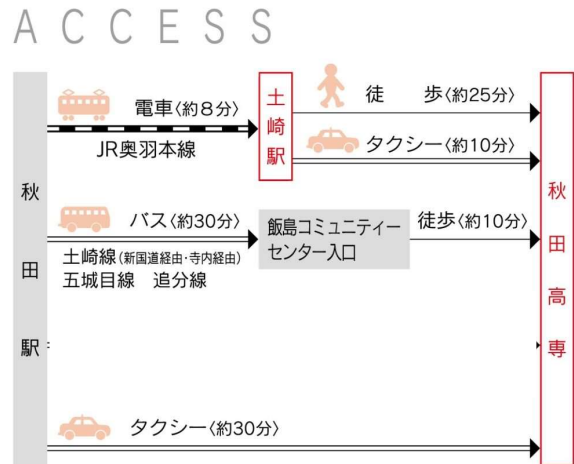 ACCESS
秋田駅
電車〈約8分〉
JR奥羽本線
土崎駅
徒 歩〈約25分〉
タクシー〈約10分〉
バス〈約30分〉
土崎線(新国道経由・寺内経由)
五城目線 追分線
飯島コミュニティー
センター入口
徒歩〈約10分〉
タクシー〈約30分〉
秋田高専